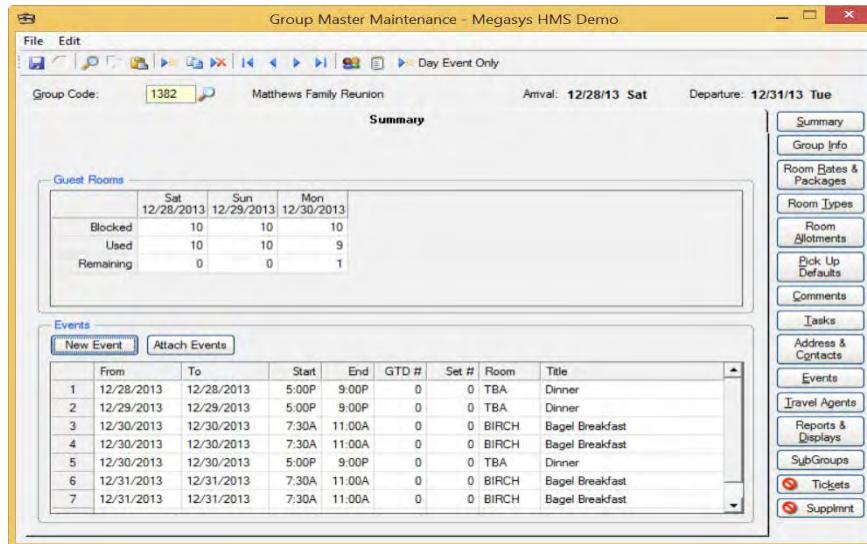 Group Master Maintenance - Megasys HMS Demo
File Edit
Day Event Only
Group Code: 1382 Matthews Family Reunion Arrival: 12/28/13 Sat Departure: 12/31/13 Tue
Summary
Guest Rooms
Sat Sun Mon
12/28/2013 12/29/2013 12/30/2013
Blocked 10 10 10
Used 10 10 9
Remaining 0 0 1
Events
New Event Attach Events
From To Start End GTD # Set # Room Title
1 12/28/2013 12/28/2013 5:00P 9:00P 0 0 TBA Dinner
2 12/29/2013 12/29/2013 5:00P 9:00P 0 0 TBA Dinner
3 12/30/2013 12/30/2013 7:30A 11:00A 0 0 BIRCH Bagel Breakfast
4 12/30/2013 12/30/2013 7:30A 11:00A 0 0 BIRCH Bagel Breakfast
5 12/30/2013 12/30/2013 5:00P 9:00P 0 0 TBA Dinner
6 12/31/2013 12/31/2013 7:30A 11:00A 0 0 BIRCH Bagel Breakfast
7 12/31/2013 12/31/2013 7:30A 11:00A 0 0 BIRCH Bagel Breakfast
Summary
Group Info
Room Rates &
Packages
Room Types
Room
Allotments
Pick Up
Defaults
Comments
Tasks
Address &
Contacts
Events
Travel Agents
Reports &
Displays
SubGroups
Tickets
Supplmnt